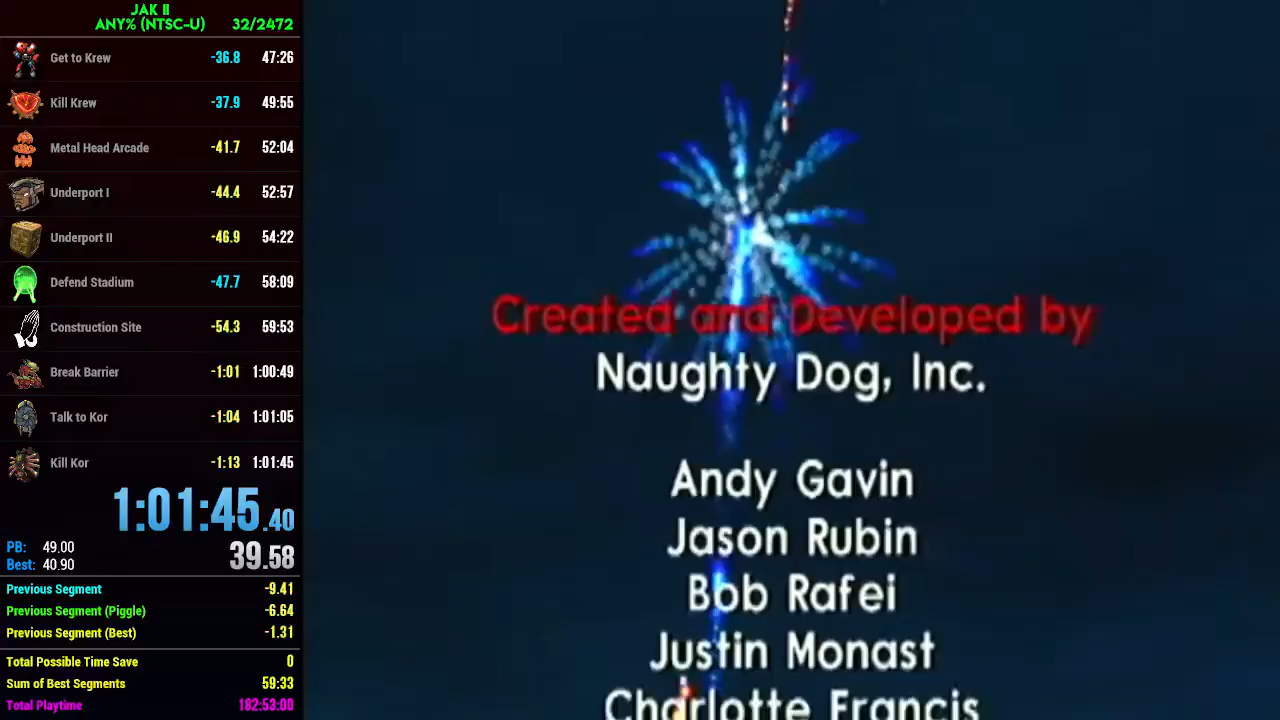 JAK II
ANY% (NTSC-U) 32/2472
Get to Krew -36.8 47:26
Kill Krew -37.9 49:55
Metal Head Arcade -41.7 52:04
Underport I -44.4 52:57
Underport II -46.9 54:22
Defend Stadium -47.7 58:09
Construction Site -54.3 59:53
Break Barrier -1:01 1:00:49
Talk to Kor -1:04 1:01:05
Kill Kor -1:13 1:01:45
1:01:45.40
PB: 49.00
Best: 40.90
39.58
Previous Segment -9.41
Previous Segment (Piggle) -6.64
Previous Segment (Best) -1.31
Total Possible Time Save 0
Sum of Best Segments 59:33
Total Playtime 182:53:00
Created and Developed by
Naughty Dog, Inc.
Andy Gavin
Jason Rubin
Bob Rafei
Justin Monast
Charlotte Francis